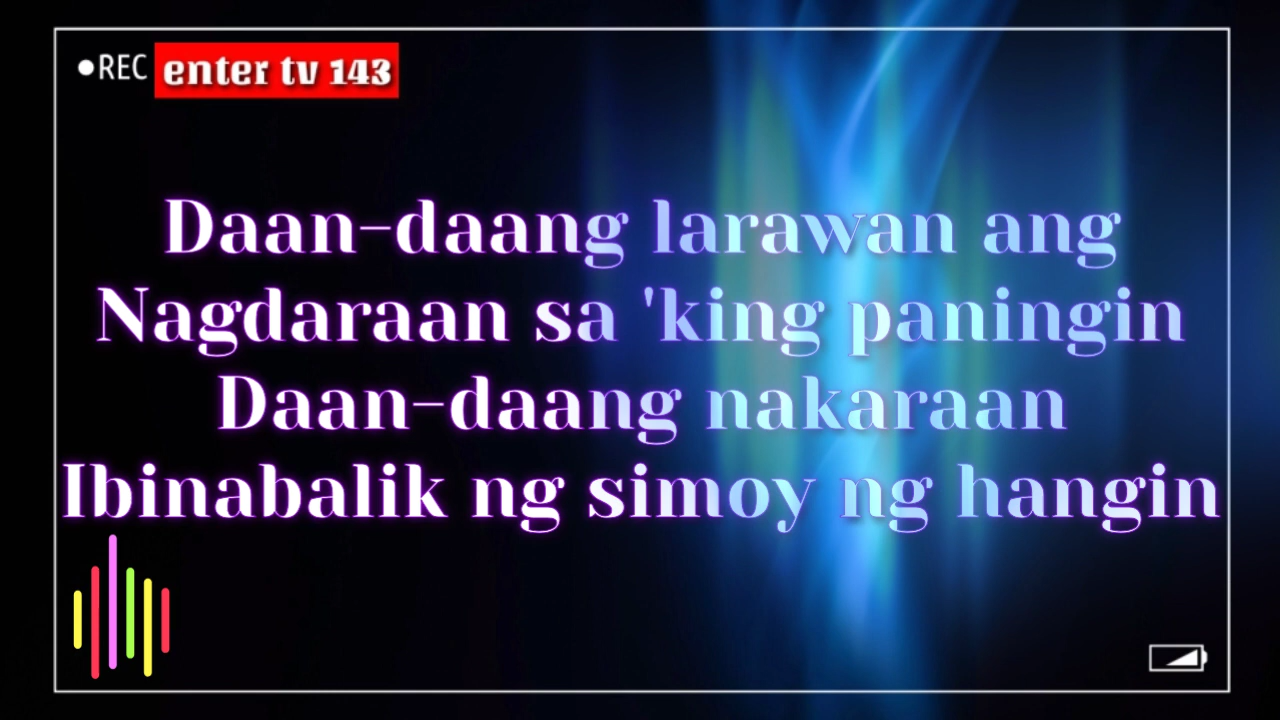 ●REC enter tv 143
Daan-daang larawan ang
Nagdaraan sa 'king paningin
Daan-daang nakaraan
Ibinabalik ng simoy ng hangin